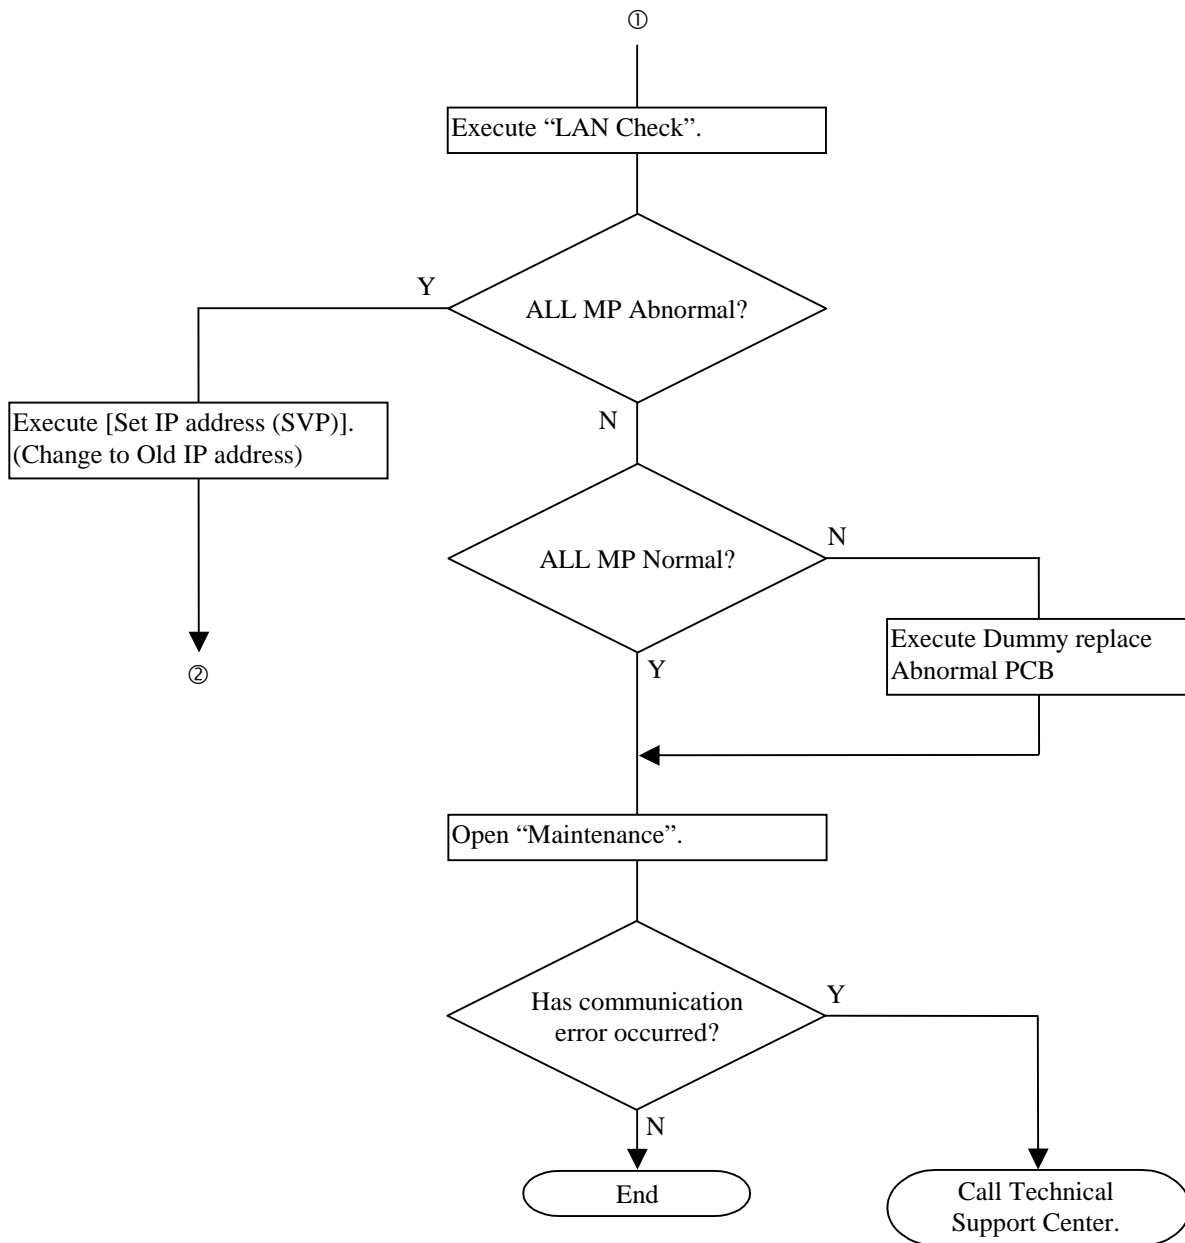 ①
Execute “LAN Check”.
Y
ALL MP Abnormal?
Execute [Set IP address (SVP)].
(Change to Old IP address)
N
②
ALL MP Normal?
N
Execute Dummy replace
Abnormal PCB
Y
Open “Maintenance”.
Has communication
error occurred?
Y
N
End
Call Technical
Support Center.